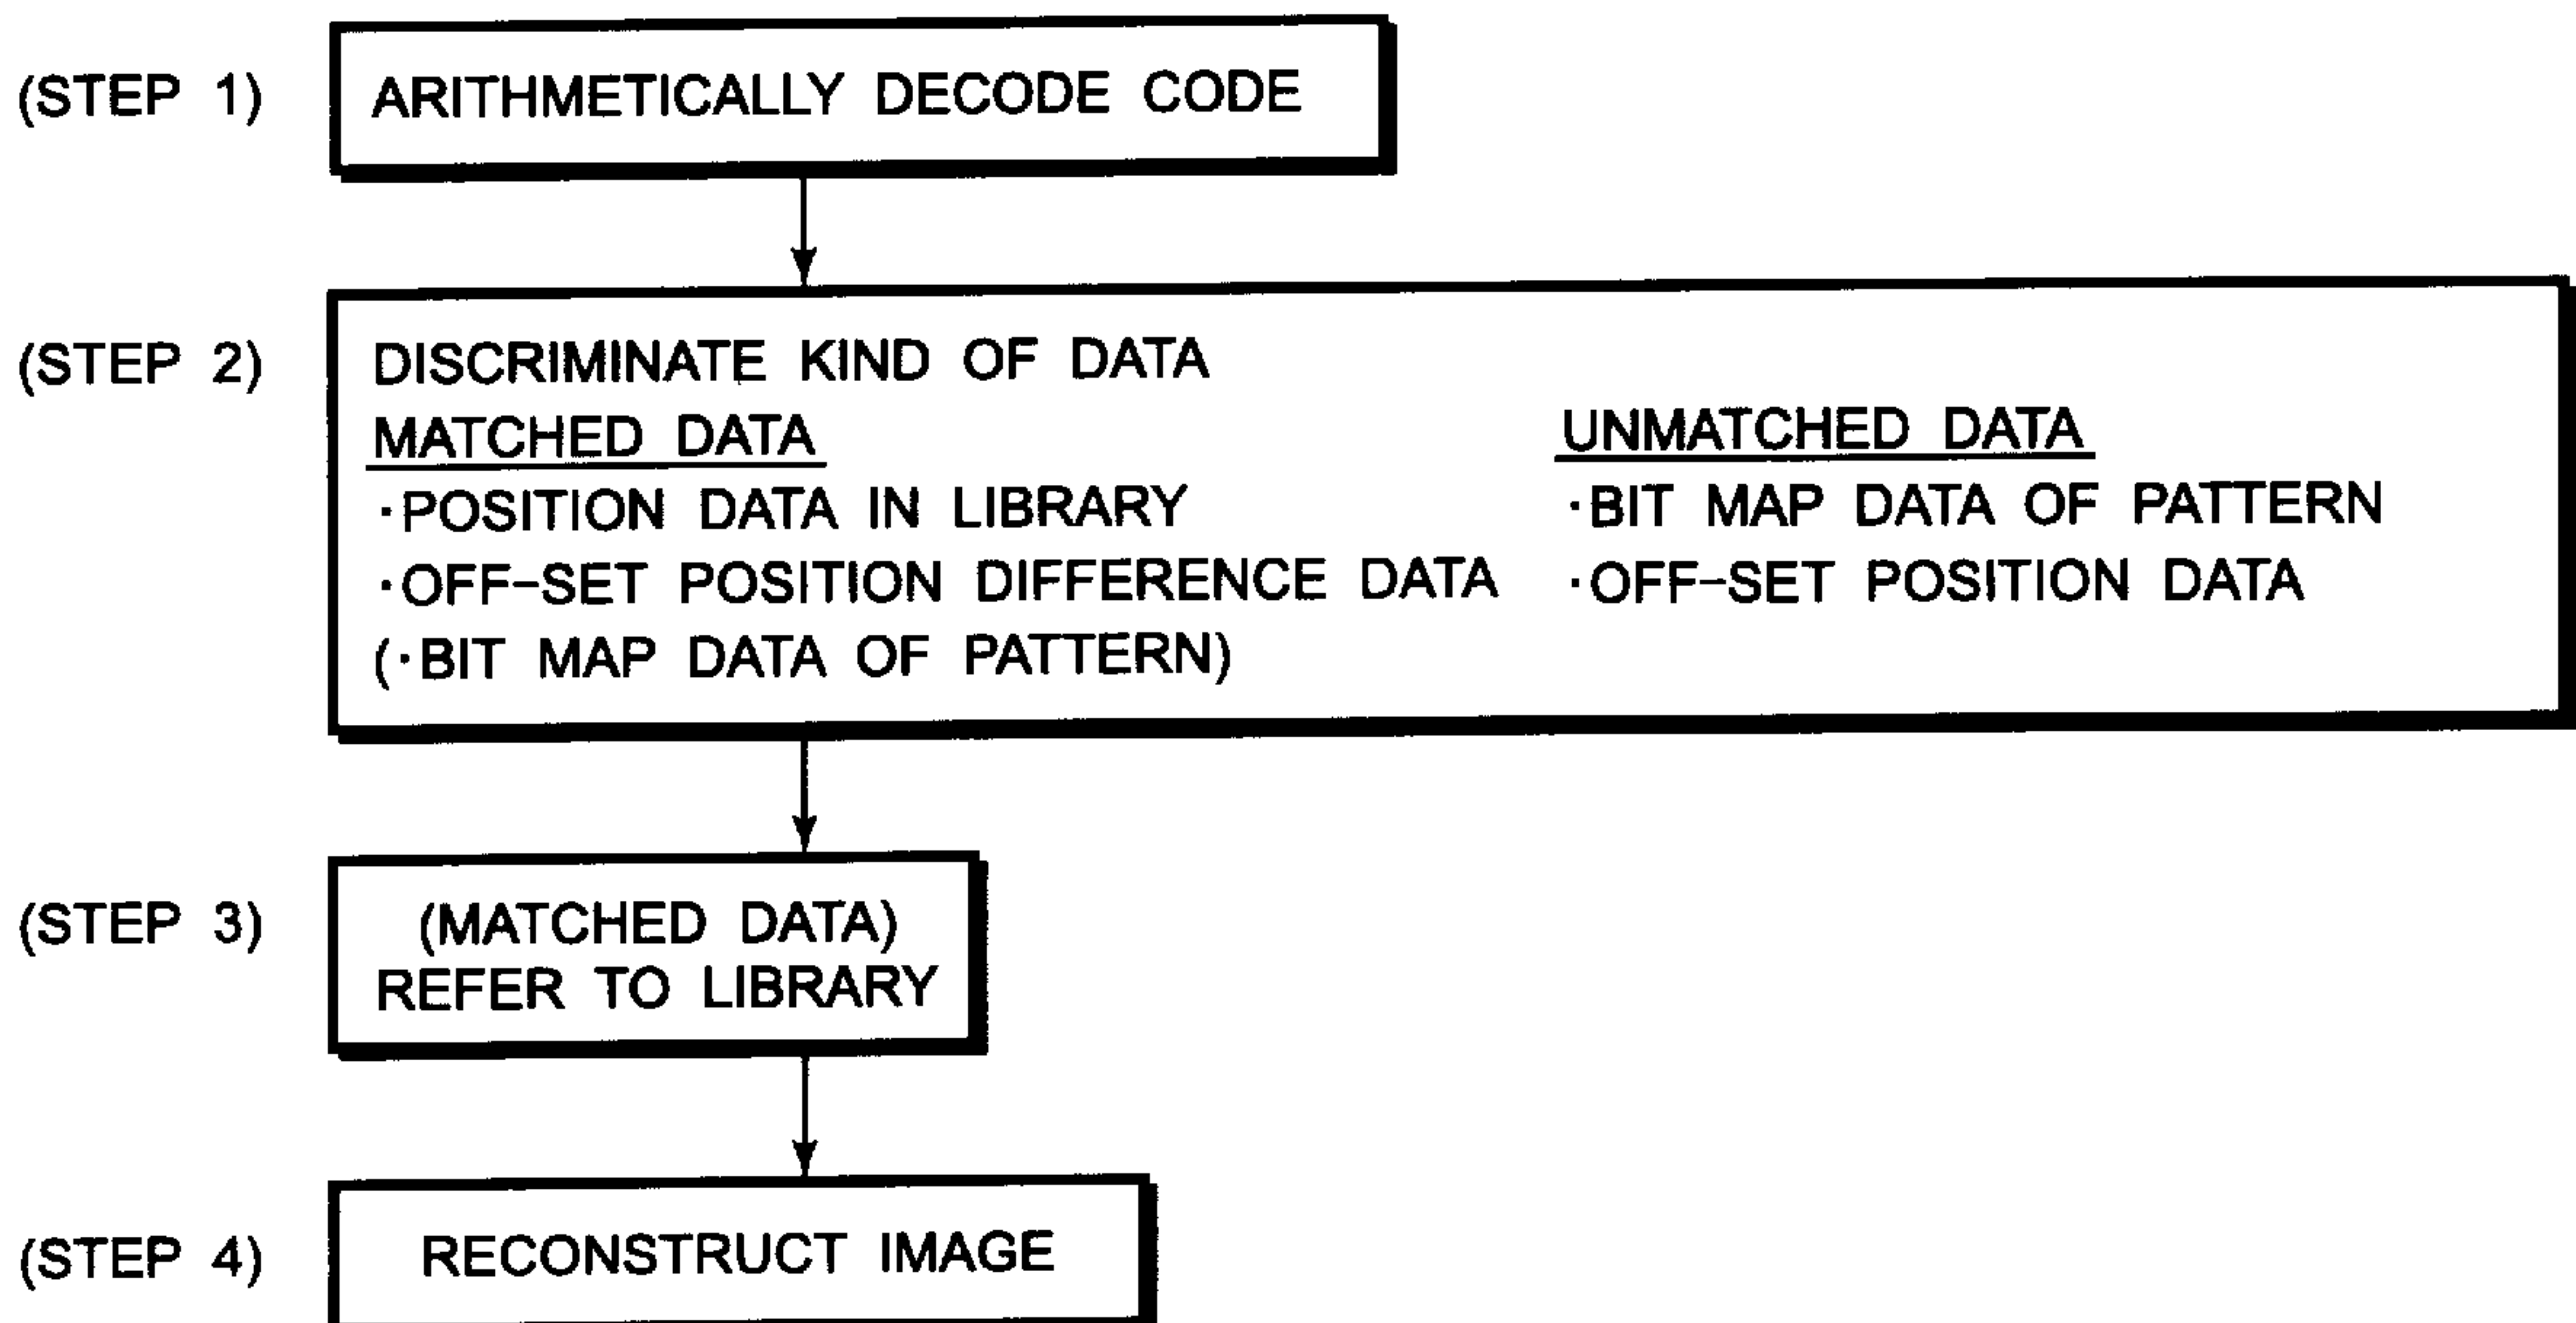 (STEP 1)
ARITHMETICALLY DECODE CODE
(STEP 2)
DISCRIMINATE KIND OF DATA
MATCHED DATA
·POSITION DATA IN LIBRARY
·OFF-SET POSITION DIFFERENCE DATA
(·BIT MAP DATA OF PATTERN)
UNMATCHED DATA
·BIT MAP DATA OF PATTERN
·OFF-SET POSITION DATA
(STEP 3)
(MATCHED DATA)
REFER TO LIBRARY
(STEP 4)
RECONSTRUCT IMAGE